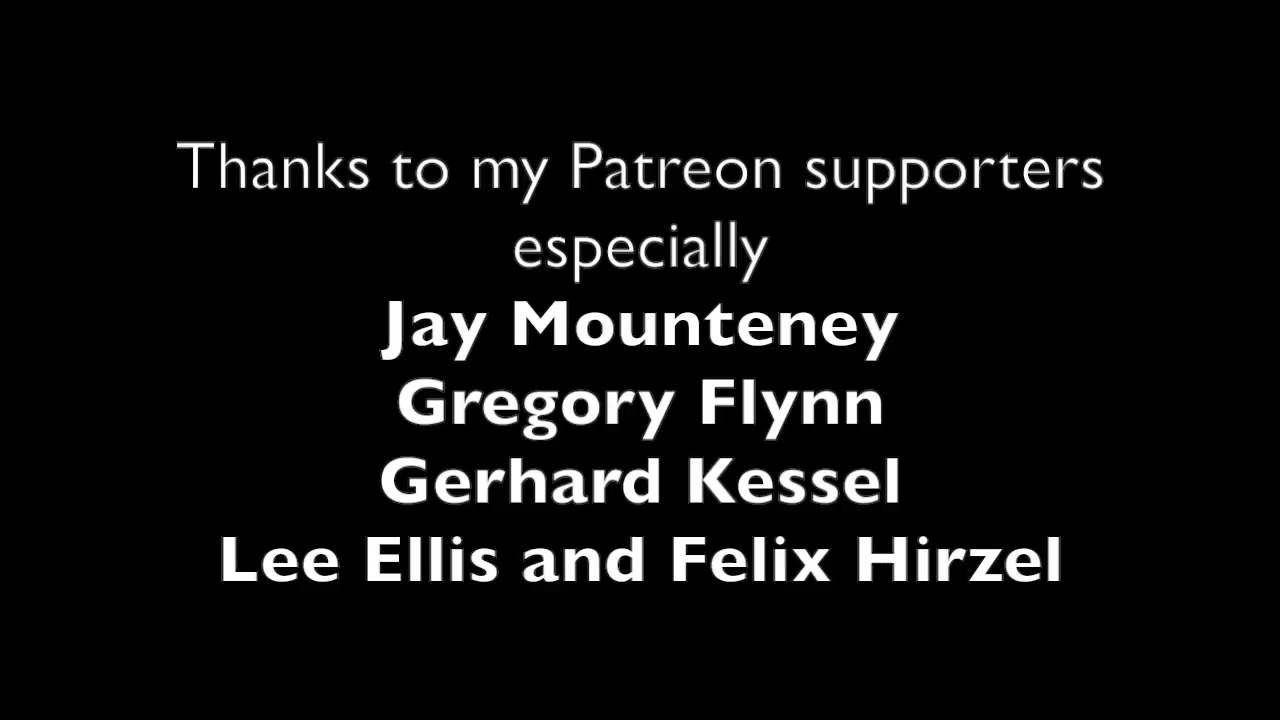 Thanks to my Patreon supporters
especially
Jay Mounteney
Gregory Flynn
Gerhard Kessel
Lee Ellis and Felix Hirzel